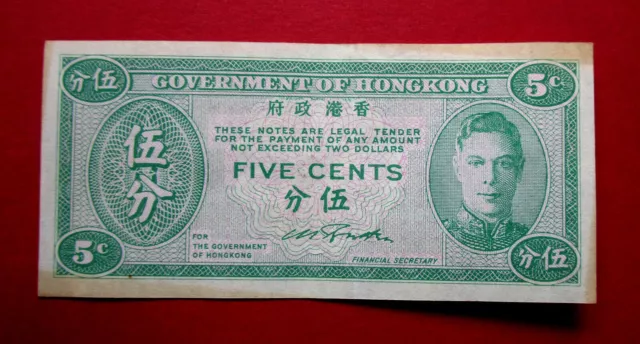 分伍
GOVERNMENT OF HONGKONG
5c
府政港香
THESE NOTES ARE LEGAL TENDER
FOR THE PAYMENT OF ANY AMOUNT
NOT EXCEEDING TWO DOLLARS
伍
分
FIVE CENTS
分伍
FOR
THE GOVERNMENT
OF HONGKONG
FINANCIAL SECRETARY
5c
分伍